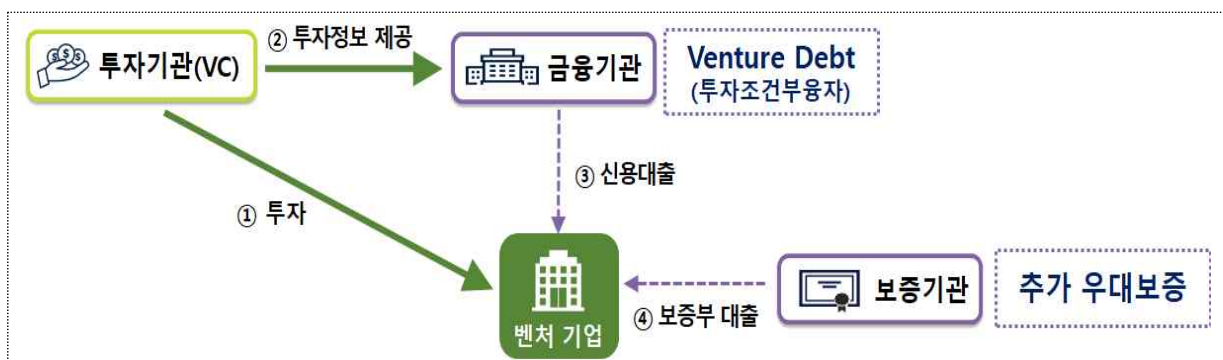 ② 투자정보 제공
투자기관(VC)
금융기관
Venture Debt
(투자조건부융자)
③ 신용대출
① 투자
벤처 기업
④ 보증부 대출
보증기관
추가 우대보증